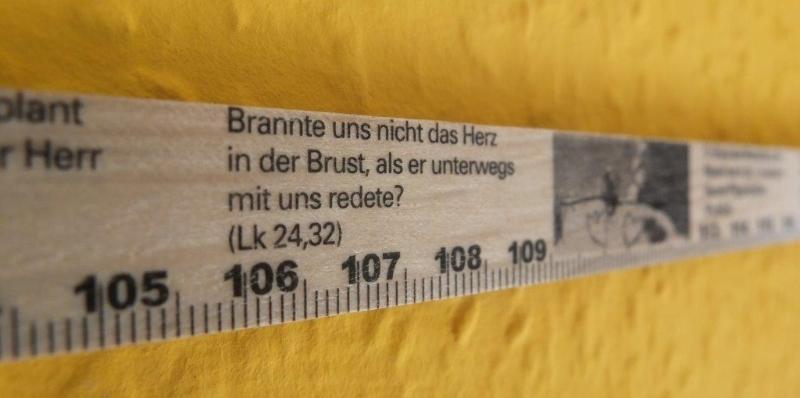 plant
r Herr
Brannte uns nicht das Herz
in der Brust, als er unterwegs
mit uns redete?
(Lk 24,32)
105 106 107 108 109